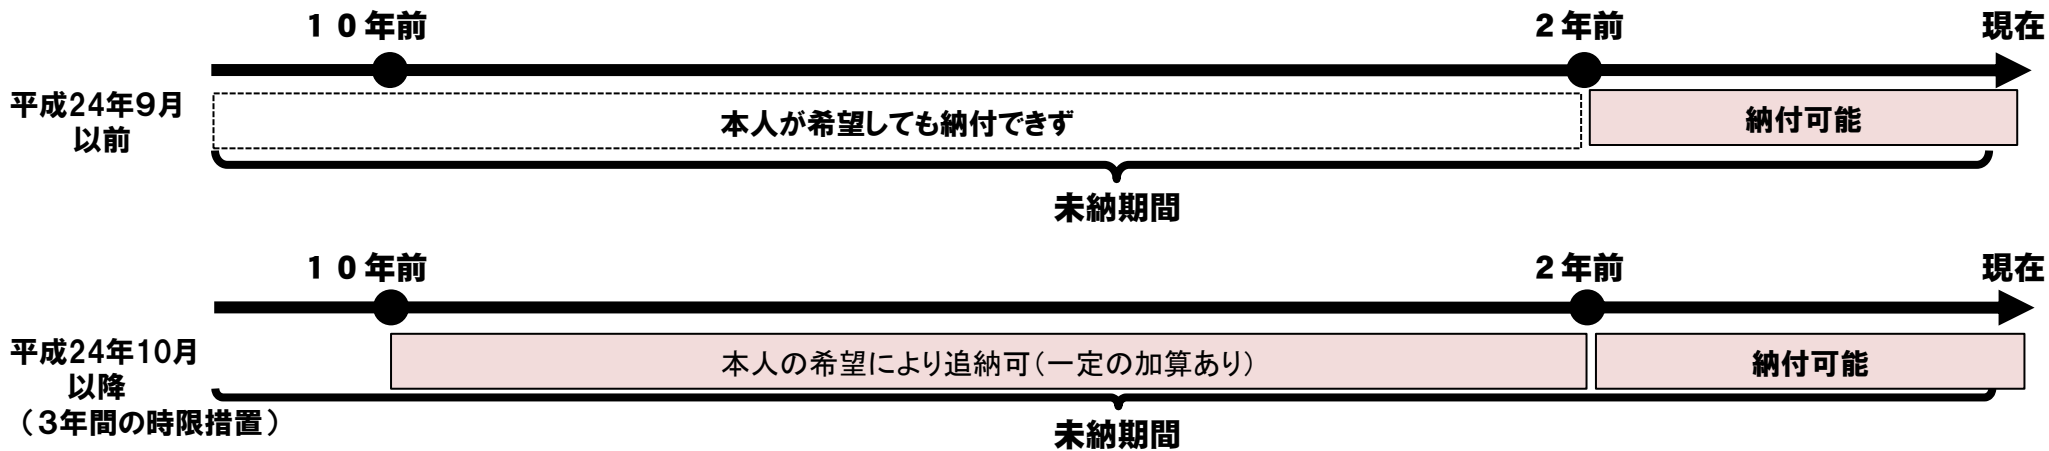 １０年前
２年前
現在
平成24年９月
以前
本人が希望しても納付できず
納付可能
未納期間
１０年前
２年前
現在
平成24年10月
以降
（３年間の時限措置）
本人の希望により追納可（一定の加算あり）
納付可能
未納期間